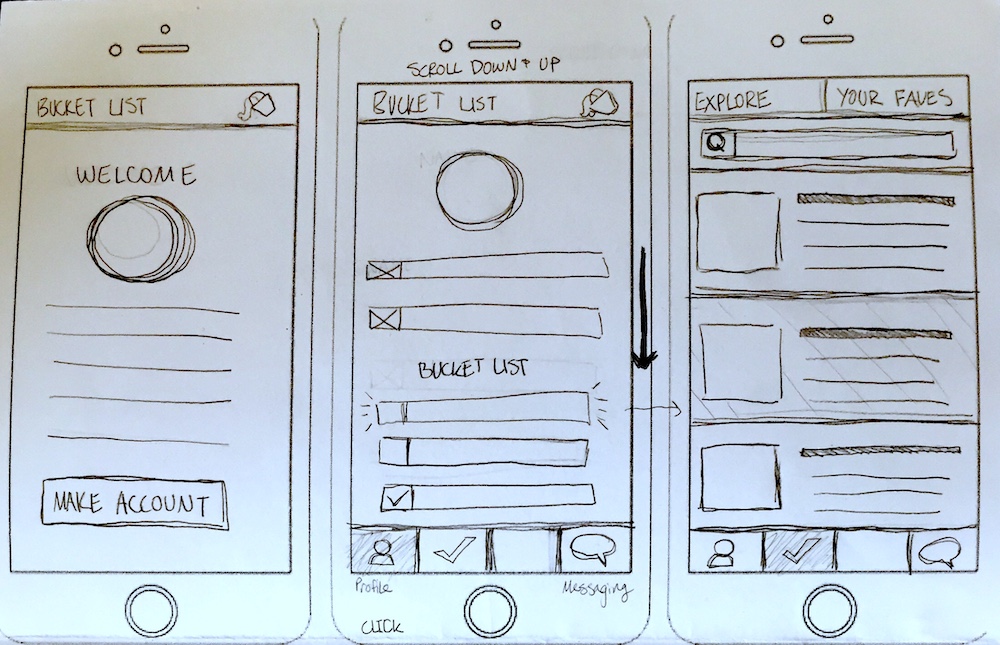 BUCKET LIST
WELCOME
MAKE ACCOUNT
SCROLL DOWN & UP
BUCKET LIST
BUCKET LIST
Profile
Messaging
CLICK
EXPLORE
YOUR FAVES